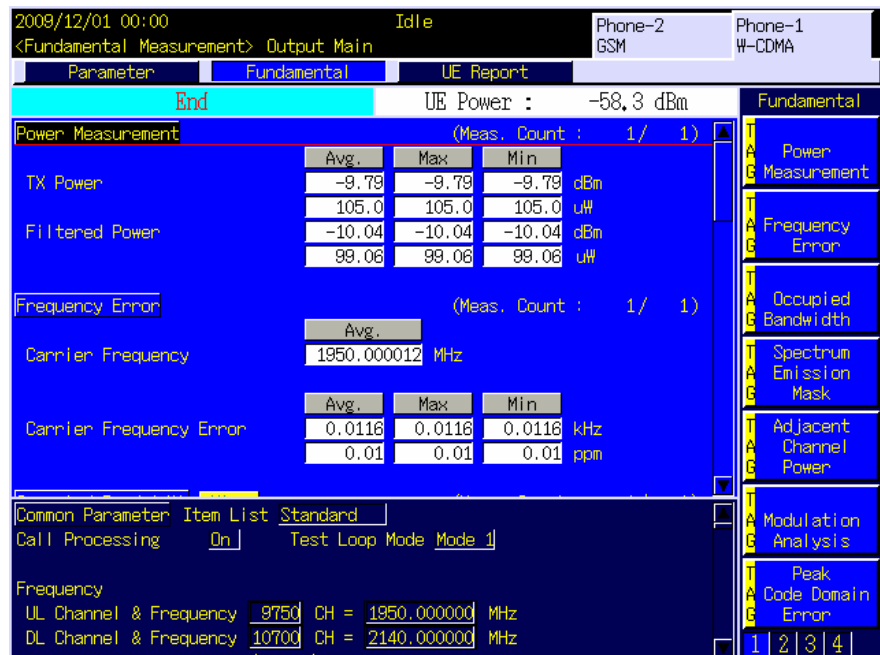 2009/12/01 00:00 Idle
<Fundamental Measurement> Output Main
Phone-2
GSM
Phone-1
W-CDMA
Parameter Fundamental UE Report
End UE Power : -58.3 dBm
Power Measurement (Meas. Count : 1/ 1)
Avg. Max Min
TX Power -9.79 -9.79 -9.79 dBm
105.0 105.0 105.0 uW
Filtered Power -10.04 -10.04 -10.04 dBm
99.06 99.06 99.06 uW
Frequency Error (Meas. Count : 1/ 1)
Avg.
Carrier Frequency 1950.000012 MHz
Avg. Max Min
Carrier Frequency Error 0.0116 0.0116 0.0116 kHz
0.01 0.01 0.01 ppm
Common Parameter Item List Standard
Call Processing On Test Loop Mode Mode 1
Frequency
UL Channel & Frequency 9750 CH = 1950.000000 MHz
DL Channel & Frequency 10700 CH = 2140.000000 MHz
Fundamental
TAG Power Measurement
TAG Frequency Error
TAG Occupied Bandwidth
TAG Spectrum Emission Mask
TAG Adjacent Channel Power
TAG Modulation Analysis
TAG Peak Code Domain Error
1 2 3 4